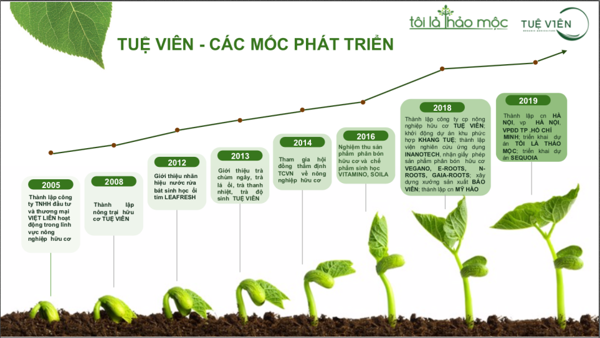 tôi là thảo mộc
TUỆ VIÊN
TUỆ VIÊN - CÁC MỐC PHÁT TRIỂN
2005
Thành lập công
ty TNHH đầu tư
và thương mại
VIỆT LIÊN hoạt
động trong lĩnh
vực nông
nghiệp hữu cơ
2008
Thành lập
nông trại hữu
cơ TUỆ VIÊN
2012
Giới thiệu nhãn
hiệu nước rửa
bát sinh học ổi
tím LEAFRESH
2013
Giới thiệu trà
chùm ngây, trà
lá ổi, trà thanh
nhiệt, trà đò
sinh TUỆ VIÊN
2014
Tham gia hội
đồng thẩm định
TCVN về nông
nghiệp hữu cơ
2016
Nghiệm thu sản
phẩm phân bón
hữu cơ và chế
phẩm sinh học
VITAMINO, SOILA
2018
Thành lập công ty cp nông
nghiệp hữu cơ TUỆ VIÊN;
khởi động dự án khu phức
hợp KHANG TUỆ; thành lập
viện nghiên cứu ứng dụng
INANOTECH, nhận giấy phép
sản phẩm phân bón hữu cơ
VEGANO, E-ROOTS, N-
ROOTS, GAIA-ROOTS; xây
dựng xưởng sản xuất BẢO
VIÊN; thành lập cn MỸ HÀO
2019
Thành lập cn HÀ
NỘI, vp HÀ NỘI,
VPĐD TP ,HỒ CHÍ
MINH; triển khai dự
án TÔI LÀ THẢO
MỘC; triển khai dự
án SEQUOIA